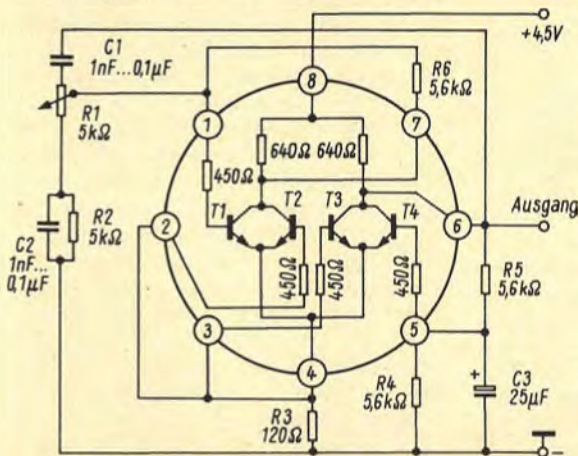 C1
1nF...0,1µF
R1
5kΩ
C2
1nF...
0,1µF
R2
5kΩ
8
+4,5V
R6
5,6kΩ
1
7
640Ω 640Ω
450Ω
T1
T2
T3
T4
2
6
Ausgang
450Ω
450Ω
450Ω
R5
5,6kΩ
3
5
4
R3
120Ω
R4
5,6kΩ
+
C3
25µF
–